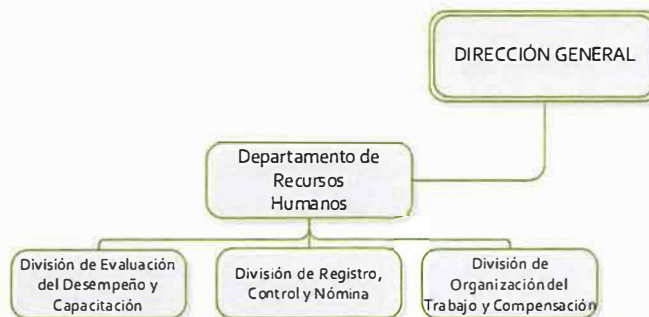 DIRECCIÓN GENERAL
Departamento de
Recursos
Humanos
División de Evaluación
del Desempeño y
Capacitación
División de Registro,
Control y Nómina
División de
Organización del
Trabajo y Compensación